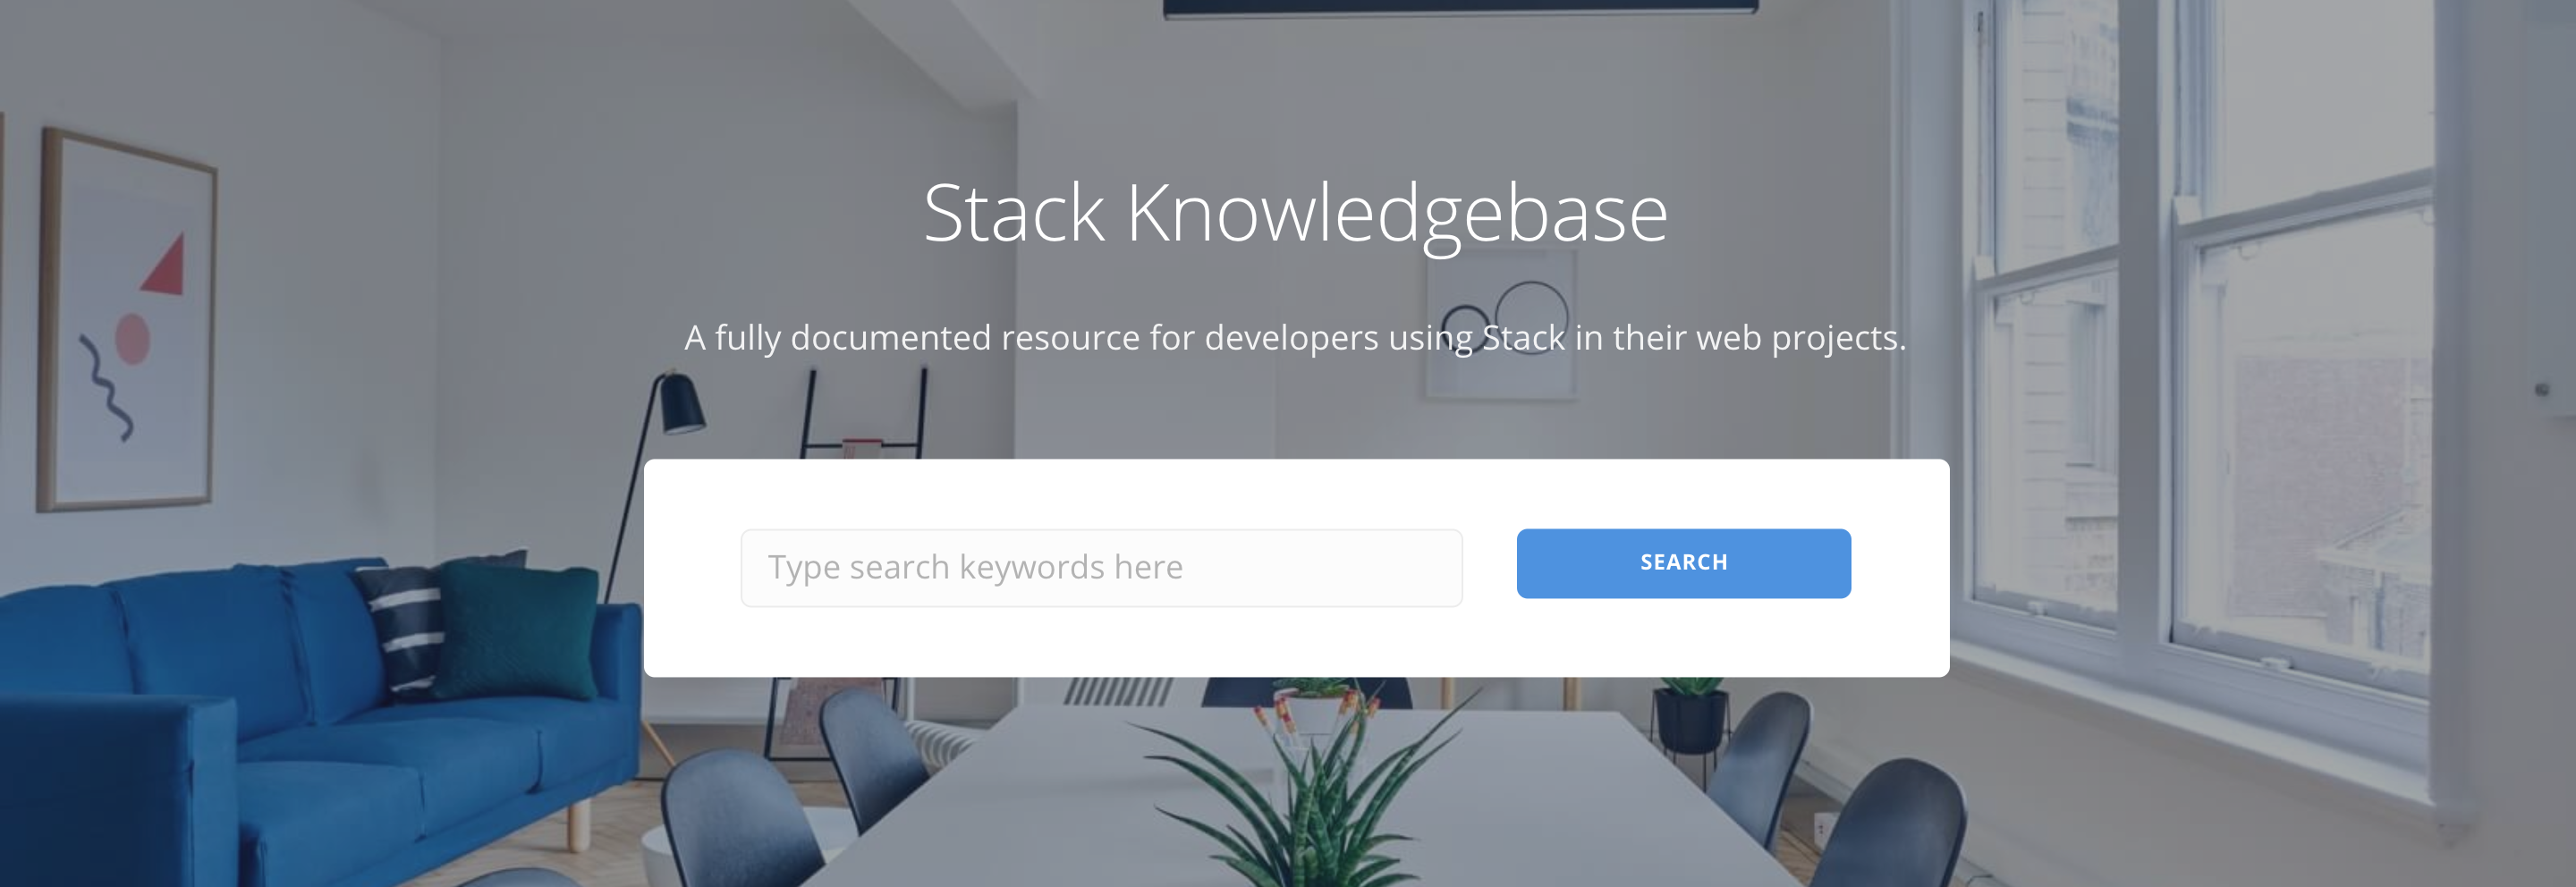 Stack Knowledgebase
A fully documented resource for developers using Stack in their web projects.
Type search keywords here
SEARCH